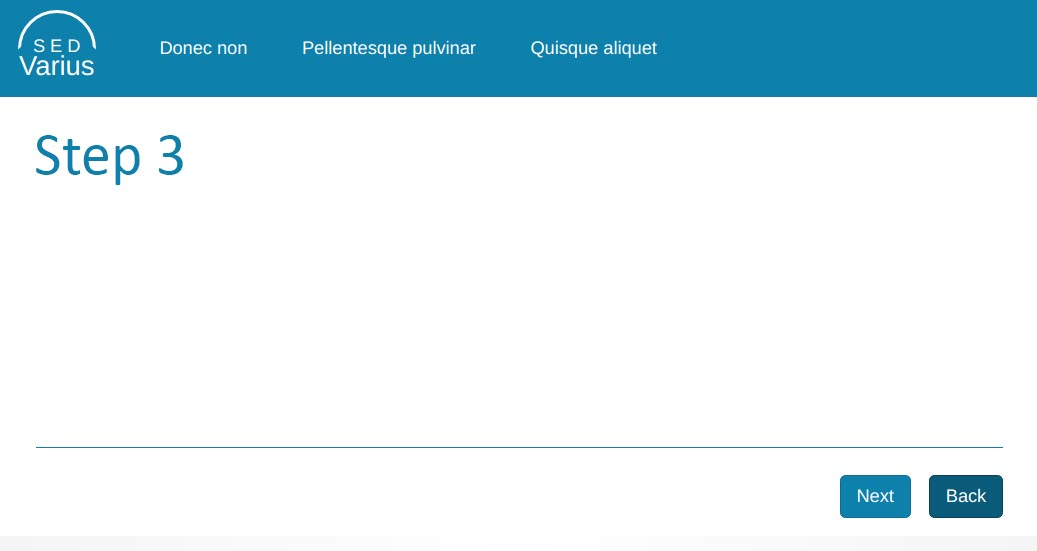 SED
Varius
Donec non
Pellentesque pulvinar
Quisque aliquet
Step 3
Next
Back